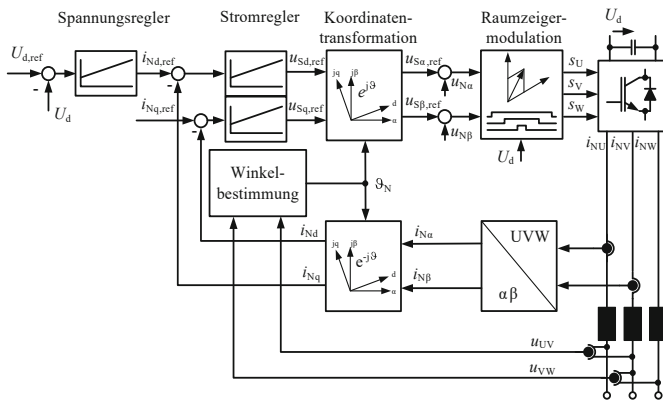 Spannungsregler
Stromregler
Koordinaten-
transformation
Raumzeiger-
modulation
U_d
U_d,ref
-
U_d
i_Nd,ref
-
i_Nq,ref
-
u_Sd,ref
u_Sq,ref
jq
jβ
e^jϑ
d
α
u_Sα,ref
u_Nα
u_Sβ,ref
u_Nβ
U_d
s_U
s_V
s_W
i_NU
i_NV
i_NW
Winkel-
bestimmung
ϑ_N
i_Nd
i_Nq
jq
jβ
e^-jϑ
d
α
i_Nα
i_Nβ
UVW
αβ
u_UV
u_VW